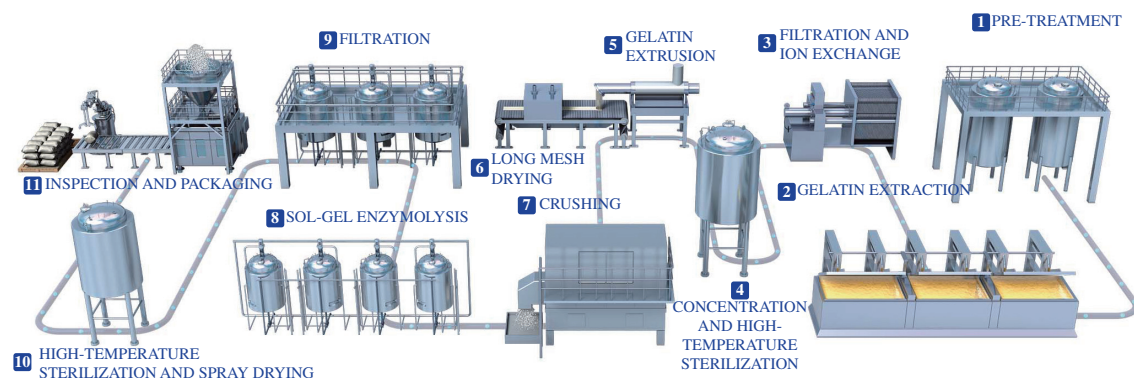 1 PRE-TREATMENT
2 GELATIN EXTRACTION
3 FILTRATION AND
ION EXCHANGE
4
CONCENTRATION
AND HIGH-
TEMPERATURE
STERILIZATION
5 GELATIN
EXTRUSION
6 LONG MESH
DRYING
7 CRUSHING
8 SOL-GEL ENZYMOLYSIS
9 FILTRATION
10 HIGH-TEMPERATURE
STERILIZATION AND SPRAY DRYING
11 INSPECTION AND PACKAGING